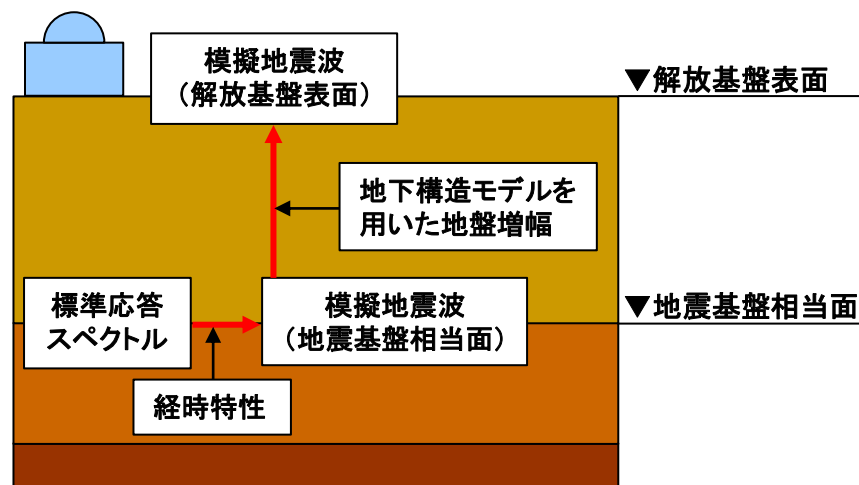 模擬地震波
（解放基盤表面）
▼解放基盤表面
地下構造モデルを
用いた地盤増幅
標準応答
スペクトル
模擬地震波
（地震基盤相当面）
▼地震基盤相当面
経時特性